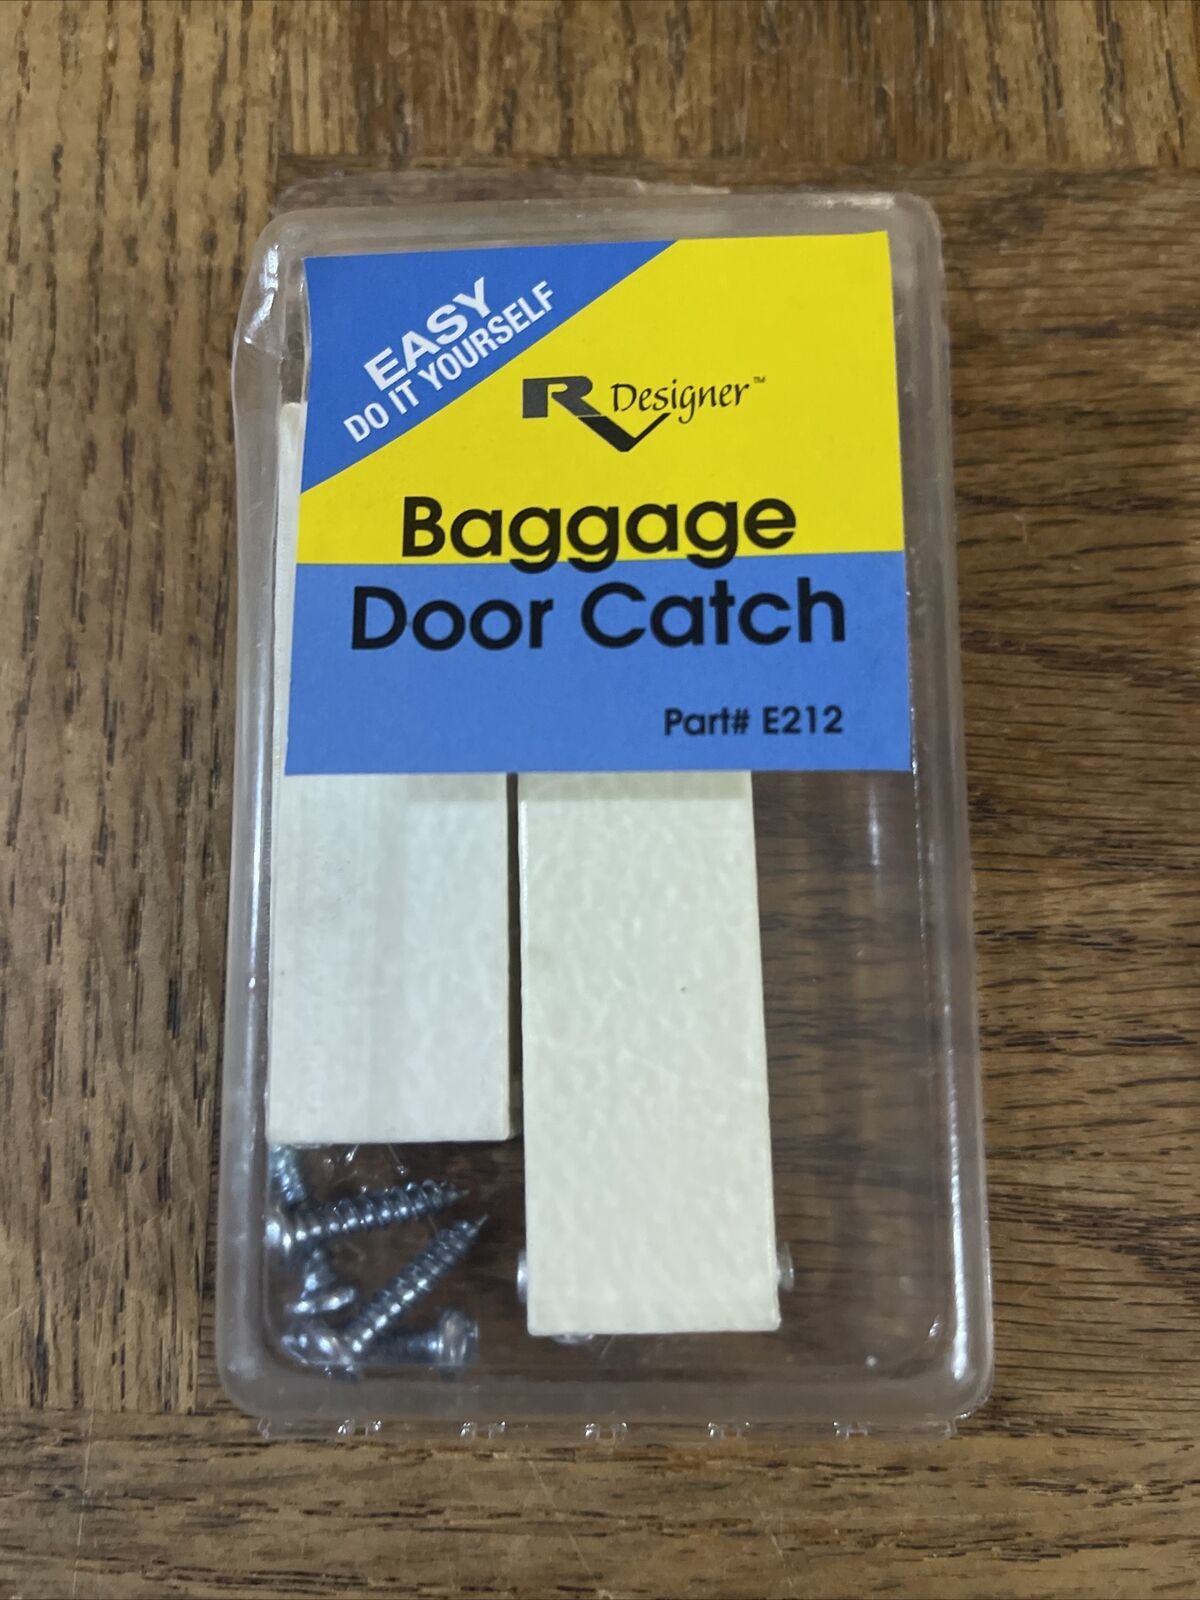 EASY
DO IT YOURSELF
RV Designer™
Baggage
Door Catch
Part# E212